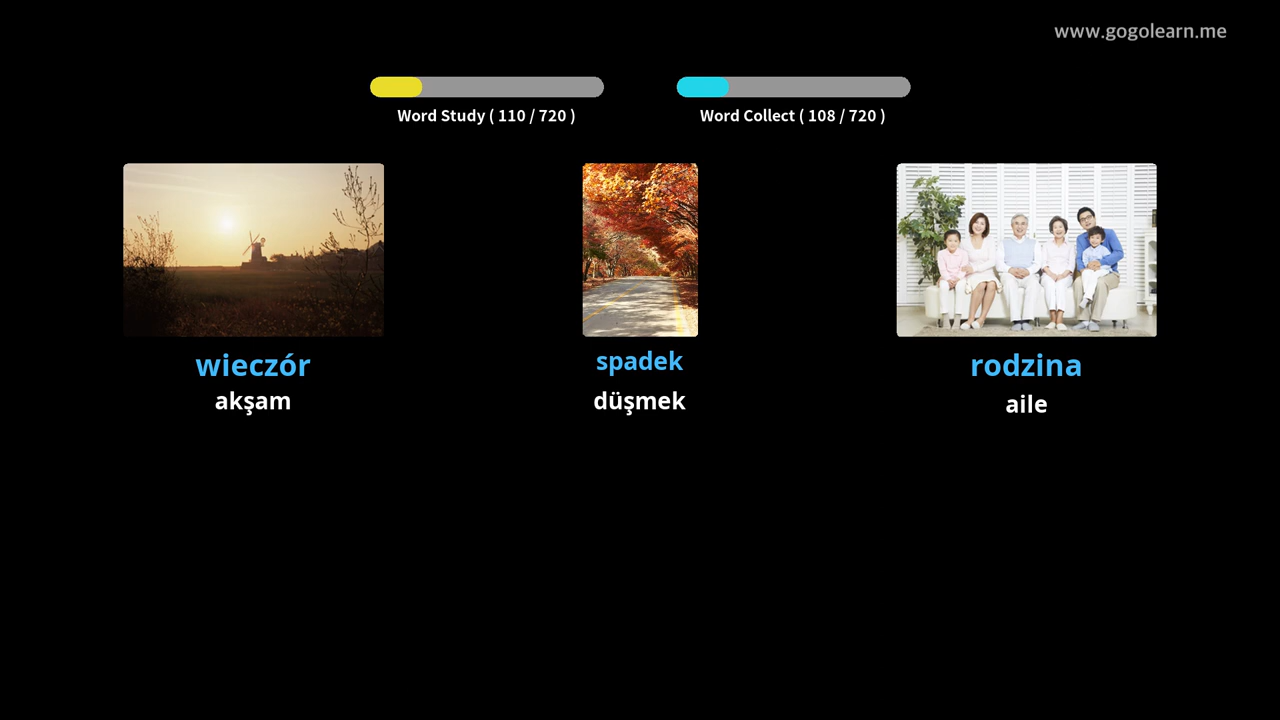 www.gogolearn.me
Word Study ( 110 / 720 )
Word Collect ( 108 / 720 )
wieczór
akşam
spadek
düşmek
rodzina
aile